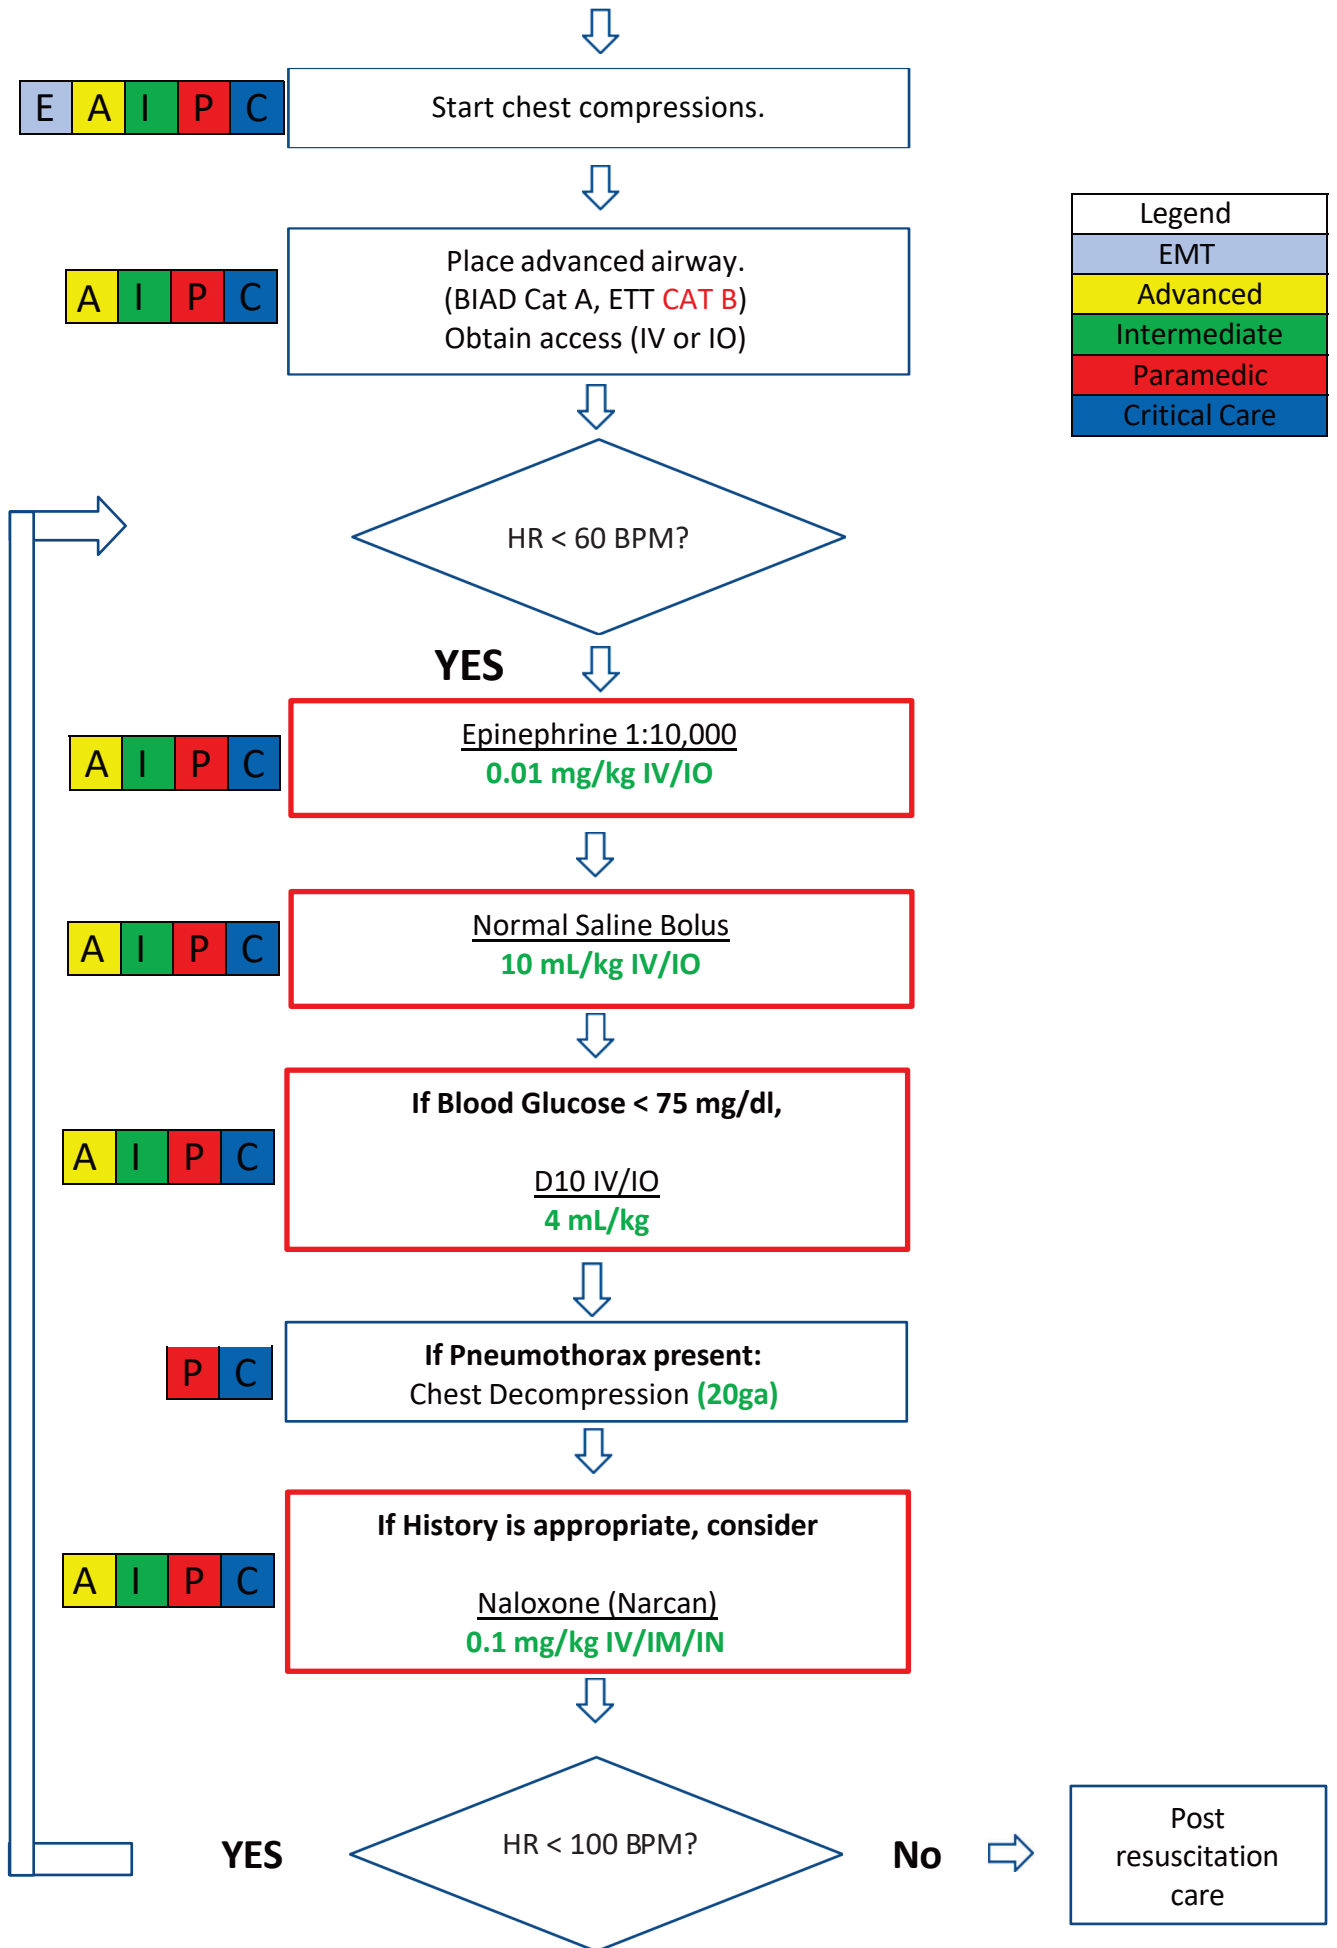 E A I P C
Start chest compressions.
Legend
EMT
Advanced
Intermediate
Paramedic
Critical Care
A I P C
Place advanced airway.
(BIAD Cat A, ETT CAT B)
Obtain access (IV or IO)
HR < 60 BPM?
YES
A I P C
Epinephrine 1:10,000
0.01 mg/kg IV/IO
A I P C
Normal Saline Bolus
10 mL/kg IV/IO
A I P C
If Blood Glucose < 75 mg/dl,
D10 IV/IO
4 mL/kg
P C
If Pneumothorax present:
Chest Decompression (20ga)
A I P C
If History is appropriate, consider
Naloxone (Narcan)
0.1 mg/kg IV/IM/IN
YES
HR < 100 BPM?
No
Post
resuscitation
care